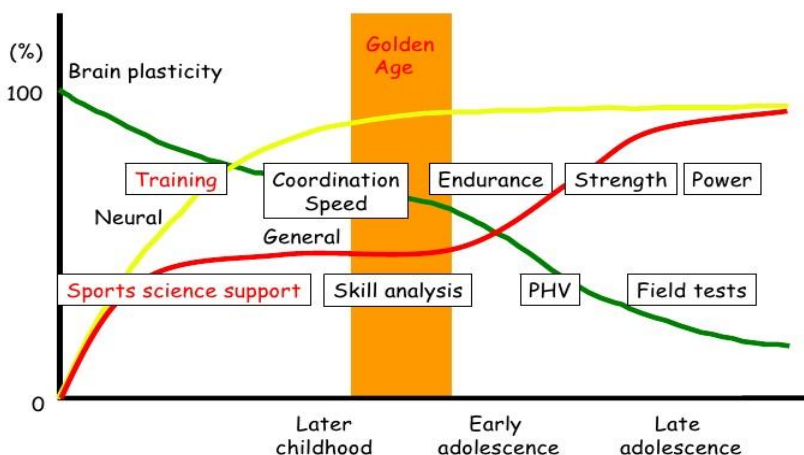 Golden
Age
(%)
Brain plasticity
100
Training
Coordination
Speed
Endurance
Strength
Power
Neural
General
Sports science support
Skill analysis
PHV
Field tests
0
Later
childhood
Early
adolescence
Late
adolescence